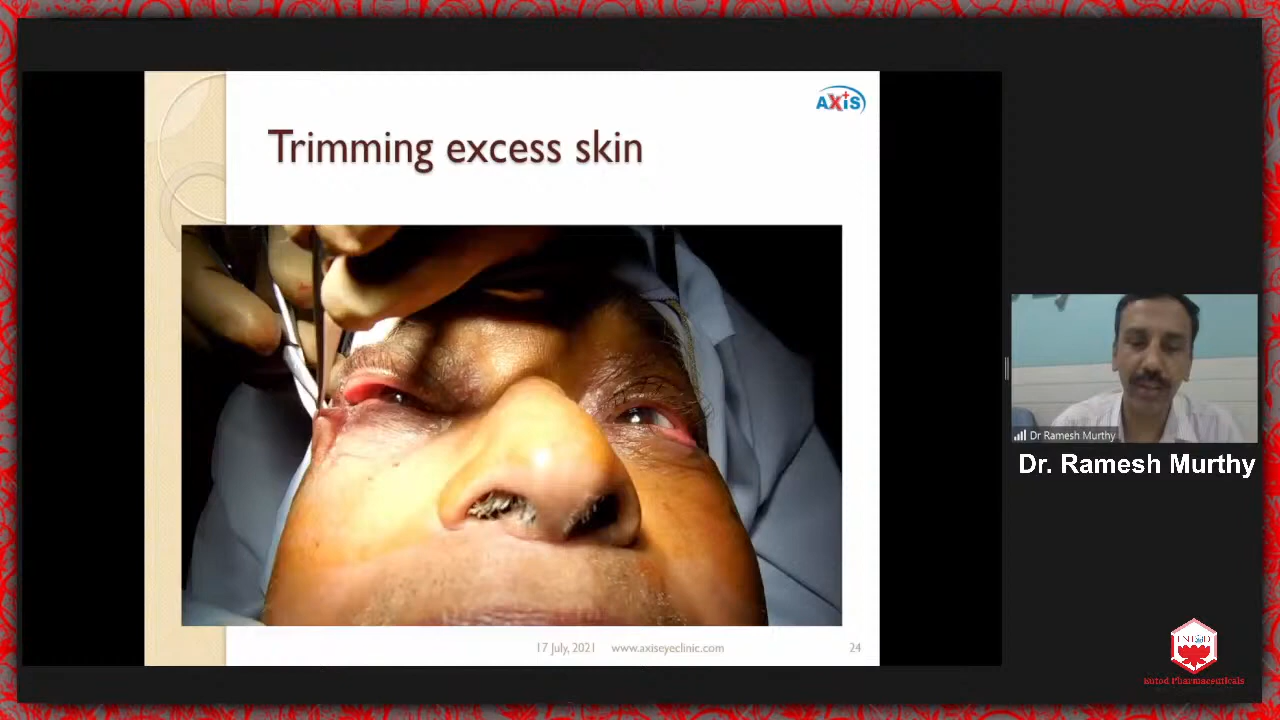 AXiS
Trimming excess skin
17 July, 2021 www.axiseyeclinic.com 24
Dr Ramesh Murthy
Dr. Ramesh Murthy
Entod Pharmaceuticals